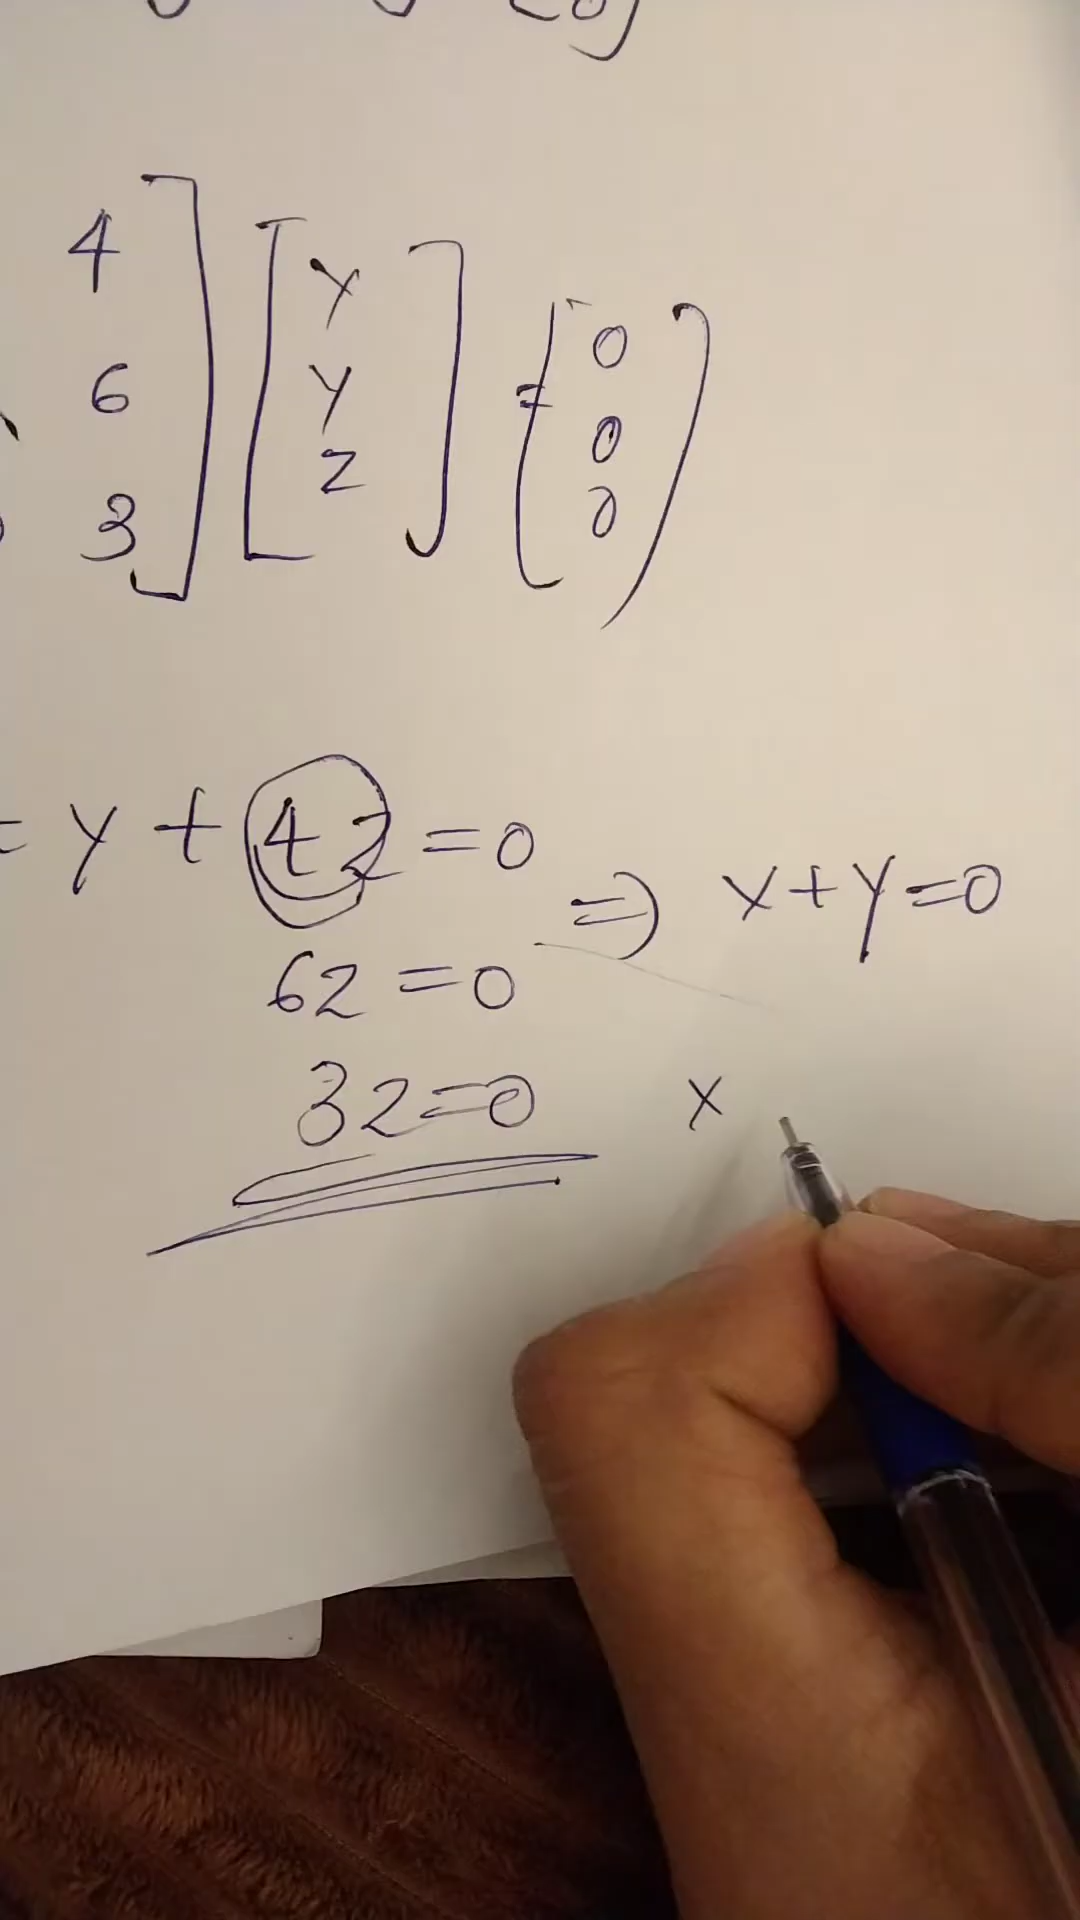 4
6
3
x
y
z
=
0
0
0
= y + 4z = 0
⇒ x + y = 0
6z = 0
3z = 0
x